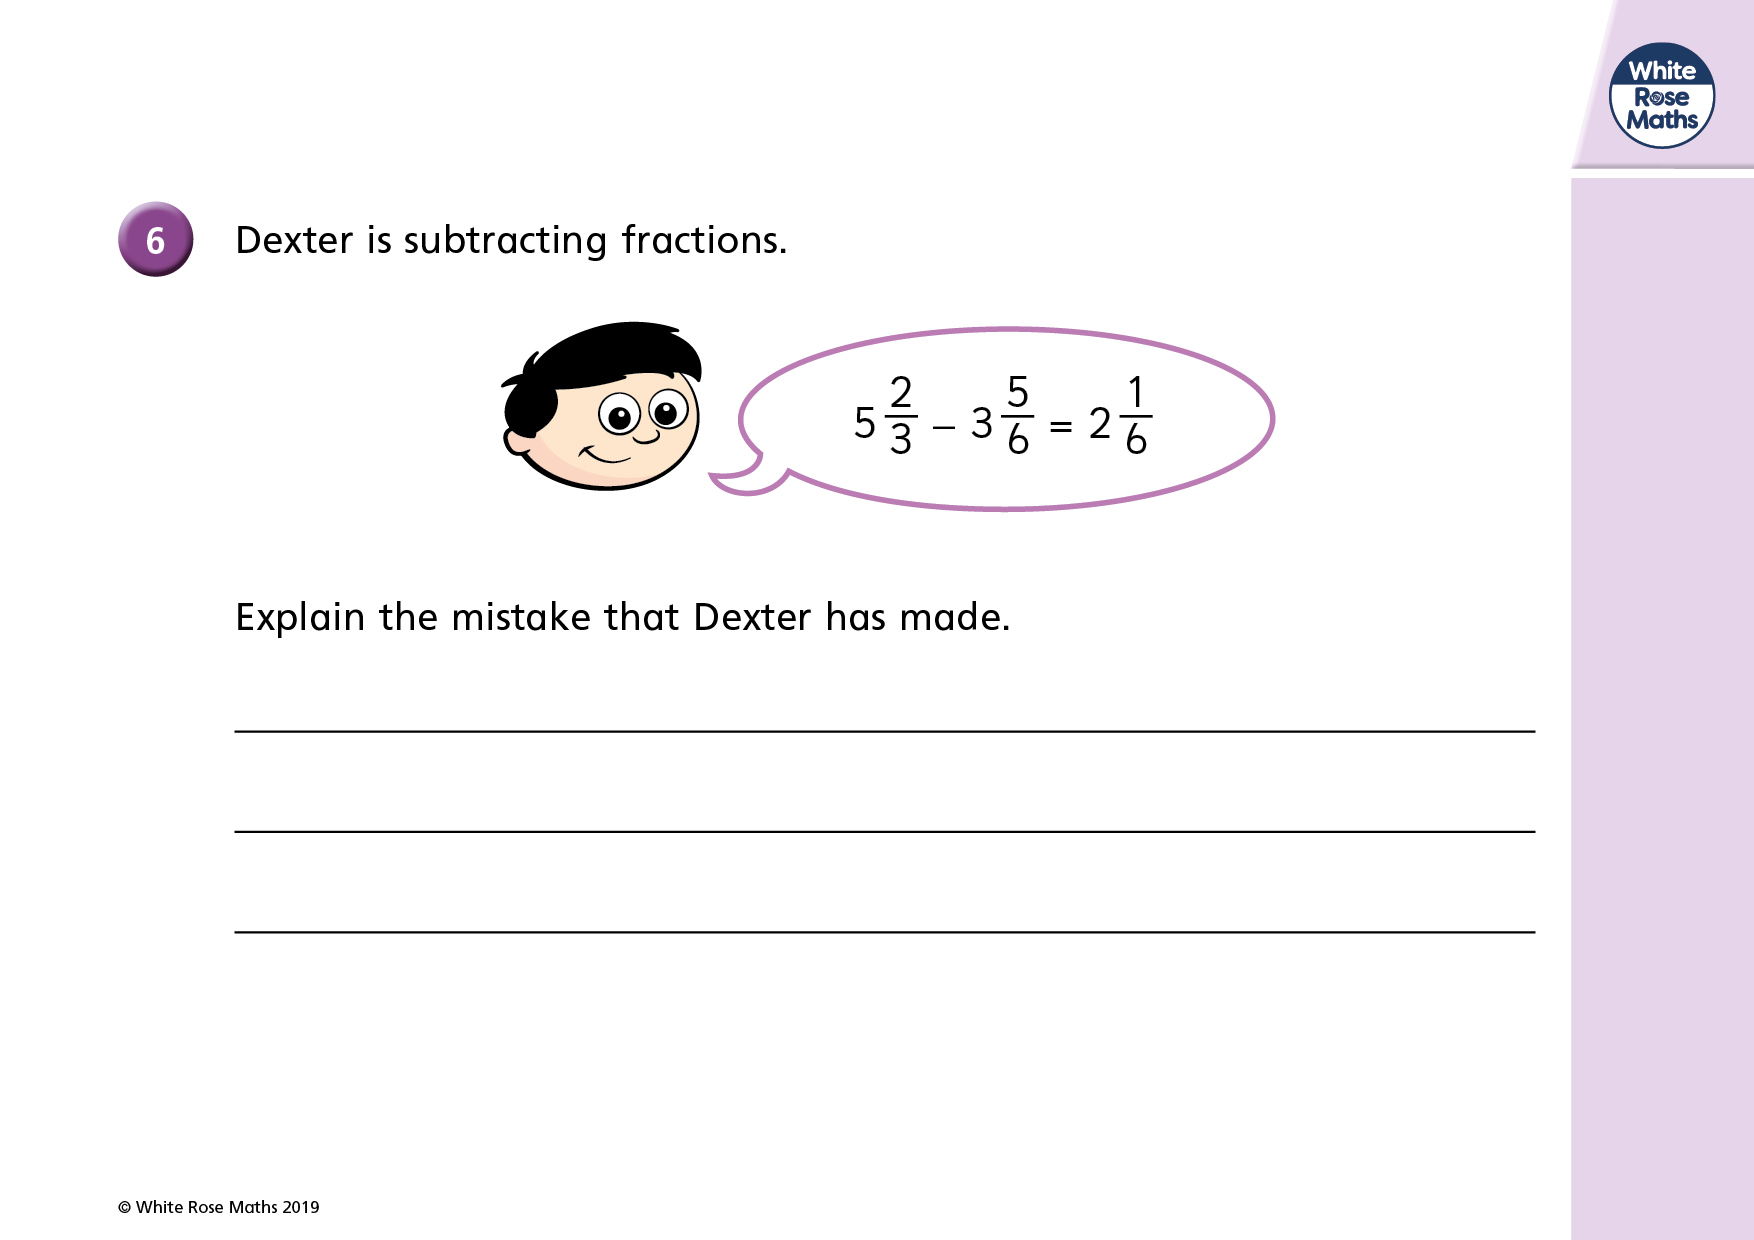 White
Rose
Maths
6 Dexter is subtracting fractions.
5 2/3 – 3 5/6 = 2 1/6
Explain the mistake that Dexter has made.
© White Rose Maths 2019